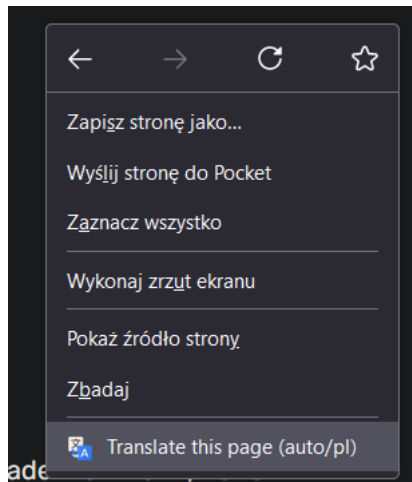 Zapisz stronę jako...
Wyślij stronę do Pocket
Zaznacz wszystko
Wykonaj zrzut ekranu
Pokaż źródło strony
Zbadaj
Translate this page (auto/pl)